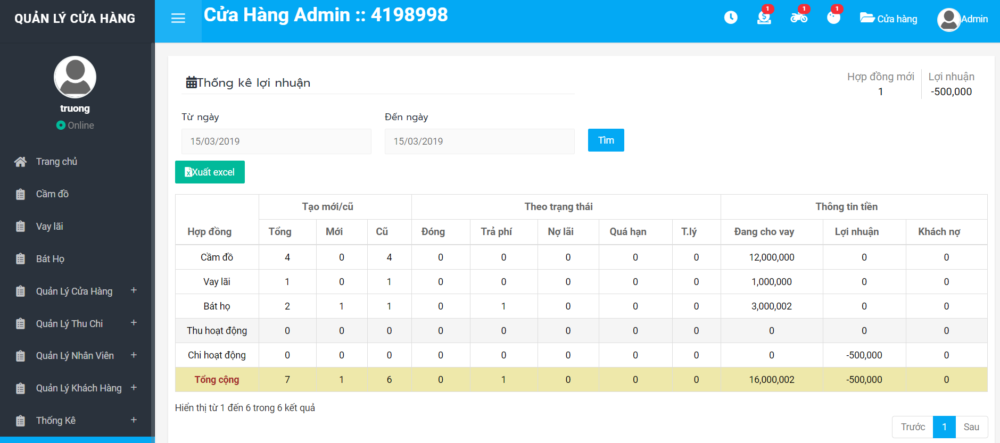 QUẢN LÝ CỬA HÀNG
Cửa Hàng Admin :: 4198998
1
1
1
Cửa hàng
Admin
truong
Online
Trang chủ
Cầm đồ
Vay lãi
Bát Họ
Quản Lý Cửa Hàng +
Quản Lý Thu Chi +
Quản Lý Nhân Viên +
Quản Lý Khách Hàng +
Thống Kê +
Thống kê lợi nhuận
Hợp đồng mới Lợi nhuận
1 -500,000
Từ ngày Đến ngày
15/03/2019 15/03/2019 Tìm
Xuất excel
Tạo mới/cũ Theo trạng thái Thông tin tiền
Hợp đồng Tổng Mới Cũ Đóng Trả phí Nợ lãi Quá hạn T.lý Đang cho vay Lợi nhuận Khách nợ
Cầm đồ 4 0 4 0 0 0 0 0 12,000,000 0 0
Vay lãi 1 0 1 0 0 0 0 0 1,000,000 0 0
Bát họ 2 1 1 0 1 0 0 0 3,000,002 0 0
Thu hoạt động 0 0 0 0 0 0 0 0 0 0 0
Chi hoạt động 0 0 0 0 0 0 0 0 0 -500,000 0
Tổng cộng 7 1 6 0 1 0 0 0 16,000,002 -500,000 0
Hiển thị từ 1 đến 6 trong 6 kết quả
Trước 1 Sau